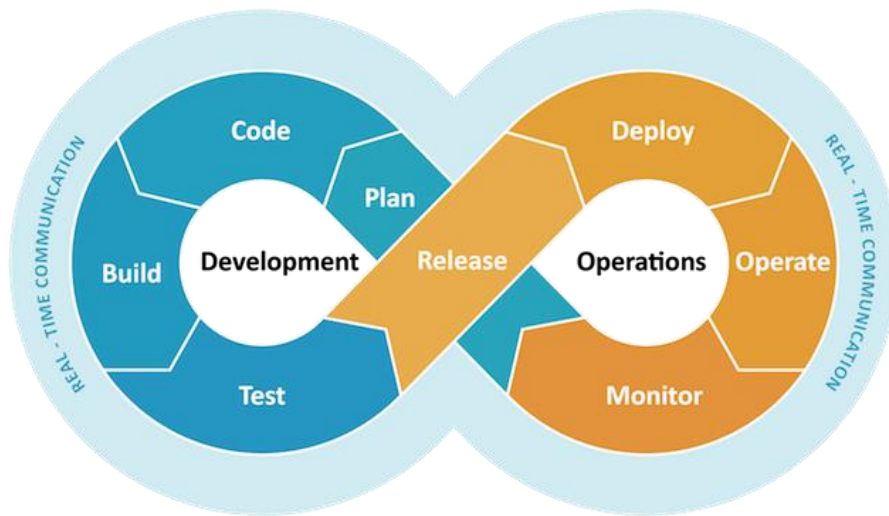 Code
Deploy
Plan
REAL - TIME COMMUNICATION
Build
Development
Release
Operations
Operate
REAL - TIME COMMUNICATION
Test
Monitor